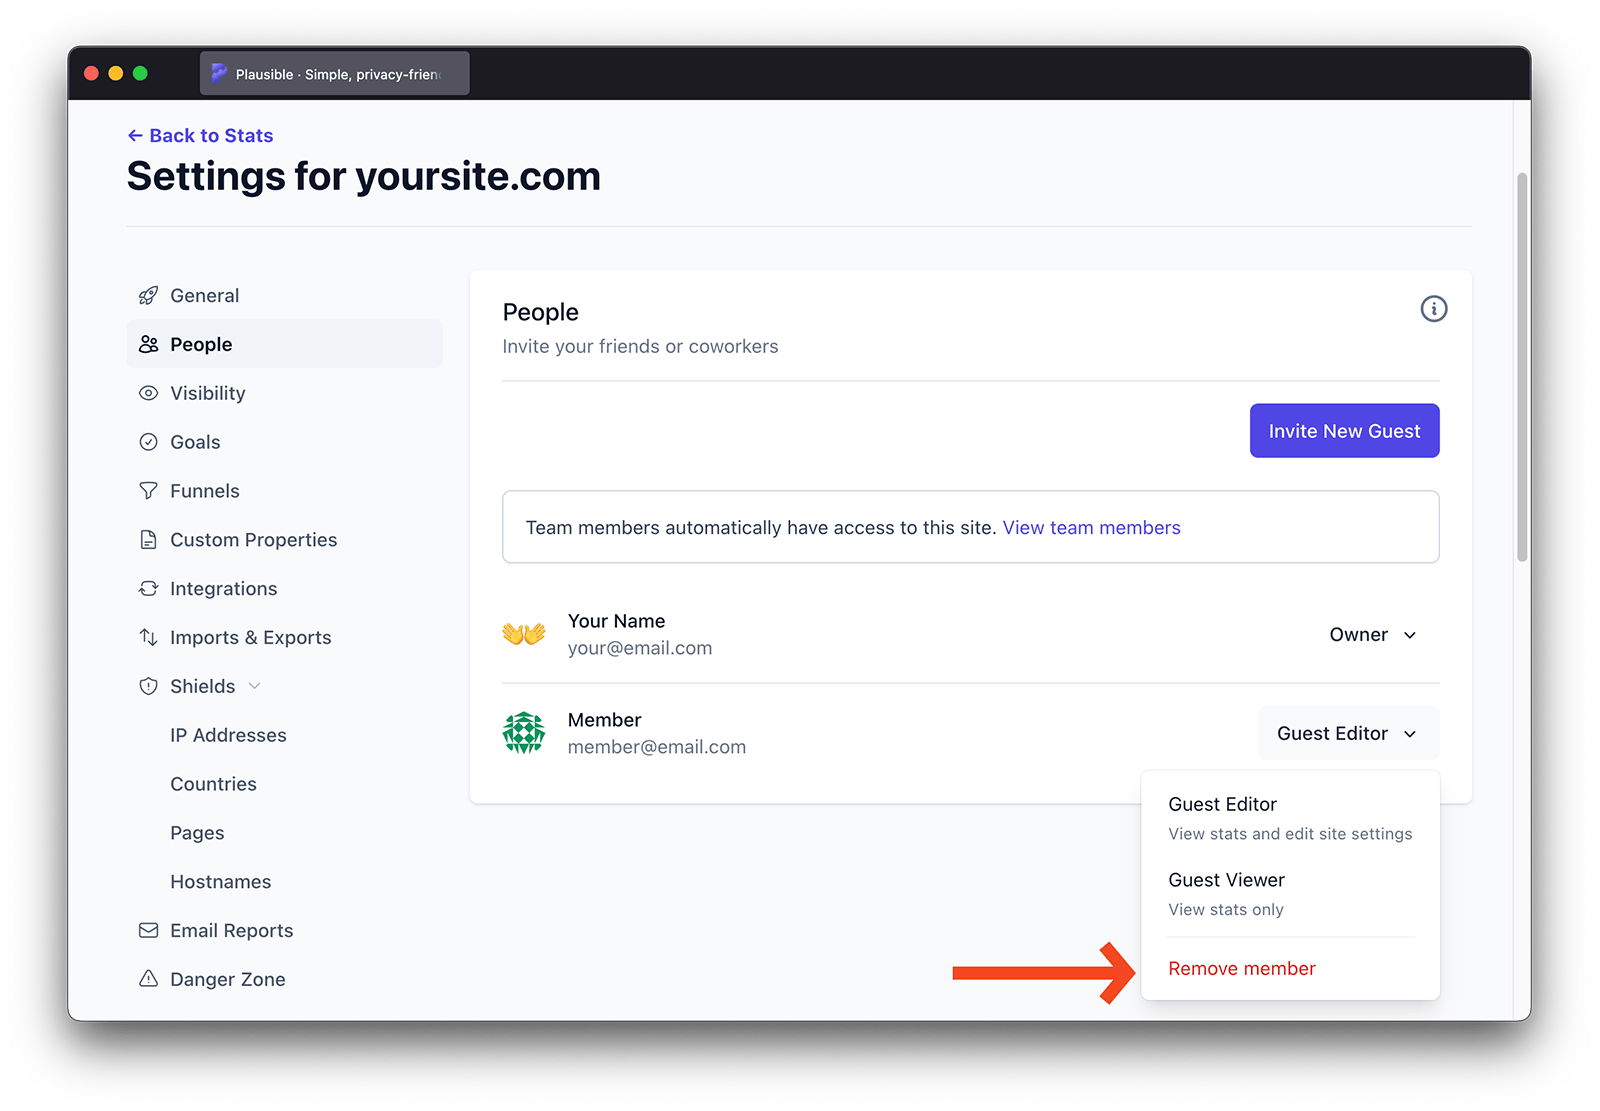 Plausible · Simple, privacy-frien
← Back to Stats
Settings for yoursite.com
General
People
Visibility
Goals
Funnels
Custom Properties
Integrations
Imports & Exports
Shields
IP Addresses
Countries
Pages
Hostnames
Email Reports
Danger Zone
People
Invite your friends or coworkers
Invite New Guest
Team members automatically have access to this site. View team members
Your Name
your@email.com
Owner
Member
member@email.com
Guest Editor
Guest Editor
View stats and edit site settings
Guest Viewer
View stats only
Remove member